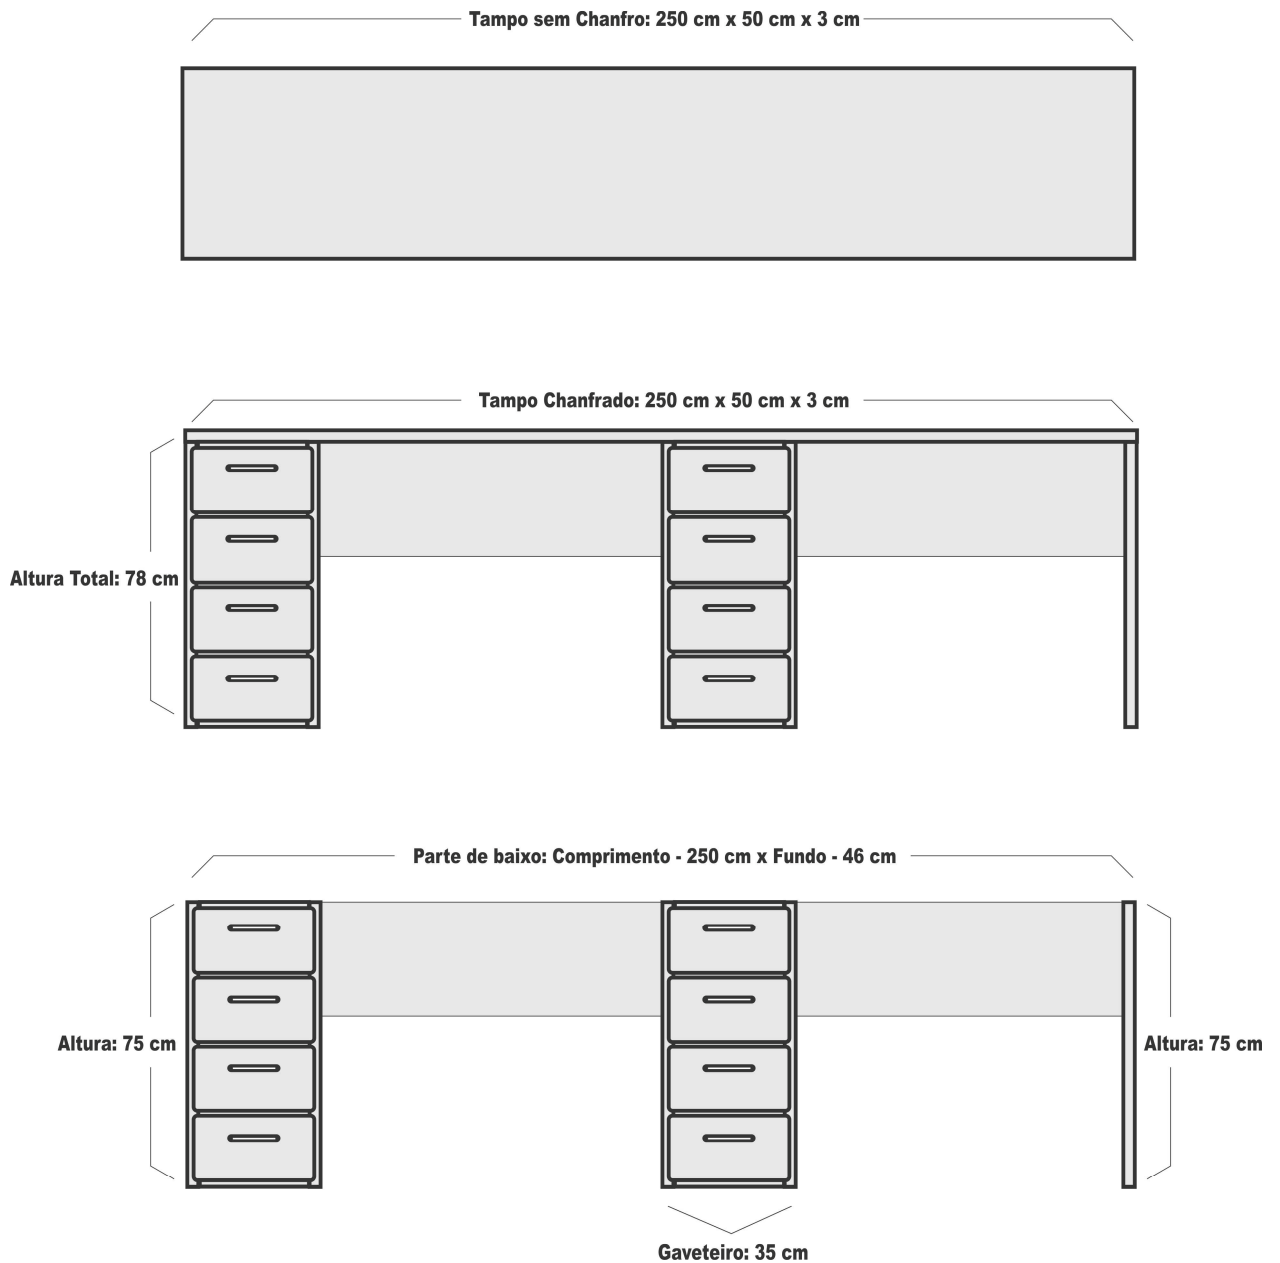 Tampo sem Chanfro: 250 cm x 50 cm x 3 cm
Tampo Chanfrado: 250 cm x 50 cm x 3 cm
Altura Total: 78 cm
Parte de baixo: Comprimento - 250 cm x Fundo - 46 cm
Altura: 75 cm
Altura: 75 cm
Gaveteiro: 35 cm